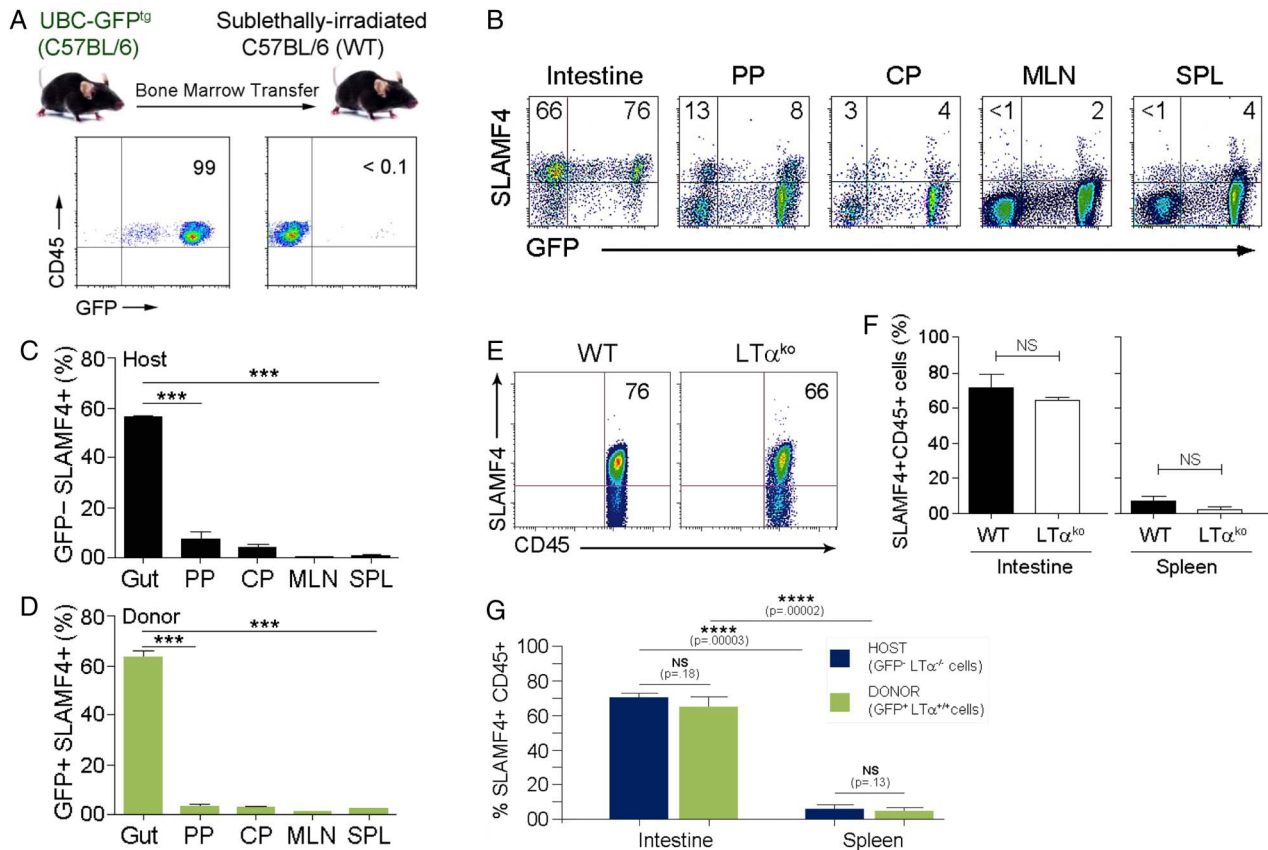 A
UBC-GFPtg
(C57BL/6)
Sublethally-irradiated
C57BL/6 (WT)
Bone Marrow Transfer
99
< 0.1
CD45
GFP
B
Intestine PP CP MLN SPL
66 76 13 8 3 4 <1 2 <1 4
SLAMF4
GFP
C
Host
GFP− SLAMF4+ (%)
80
60
40
20
00
***
***
Gut PP CP MLN SPL
D
Donor
GFP+ SLAMF4+ (%)
80
60
40
20
00
***
***
Gut PP CP MLN SPL
E
WT LTαko
76 66
SLAMF4
CD45
F
SLAMF4+CD45+ cells (%)
100
80
60
40
20
00
NS
NS
WT LTαko WT LTαko
Intestine Spleen
G
% SLAMF4+ CD45+
100
80
60
40
20
00
****
(p=.00002)
****
(p=.00003)
NS
(p=.18)
NS
(p=.13)
HOST
(GFP- LTα-/- cells)
DONOR
(GFP+ LTα+/+cells)
Intestine Spleen